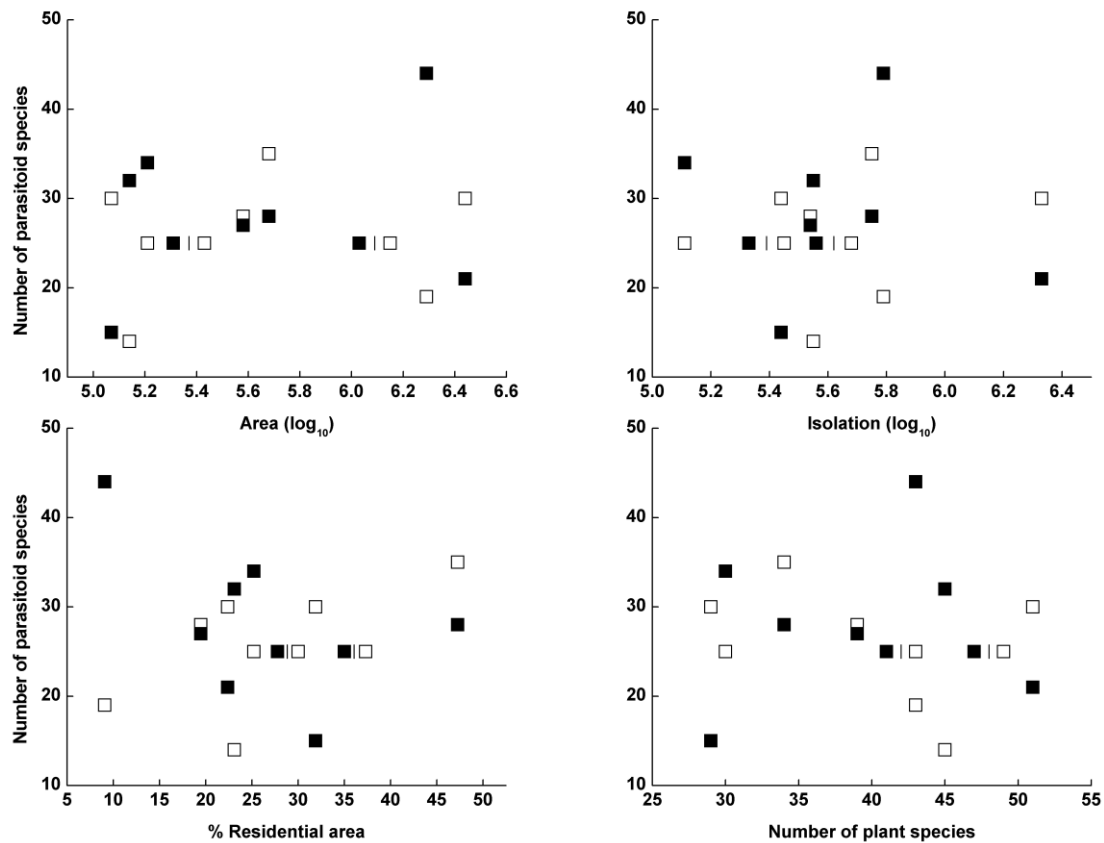 50
40
30
20
10
Number of parasitoid species
5.0 5.2 5.4 5.6 5.8 6.0 6.2 6.4 6.6
Area (log10)
50
40
30
20
10
5.0 5.2 5.4 5.6 5.8 6.0 6.2 6.4
Isolation (log10)
50
40
30
20
10
Number of parasitoid species
5 10 15 20 25 30 35 40 45 50
% Residential area
50
40
30
20
10
25 30 35 40 45 50 55
Number of plant species